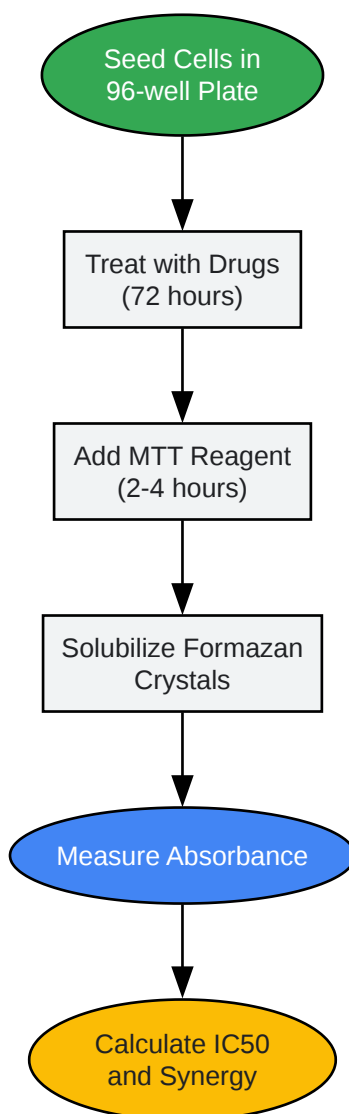 Seed Cells in
96-well Plate
Treat with Drugs
(72 hours)
Add MTT Reagent
(2-4 hours)
Solubilize Formazan
Crystals
Measure Absorbance
Calculate IC50
and Synergy